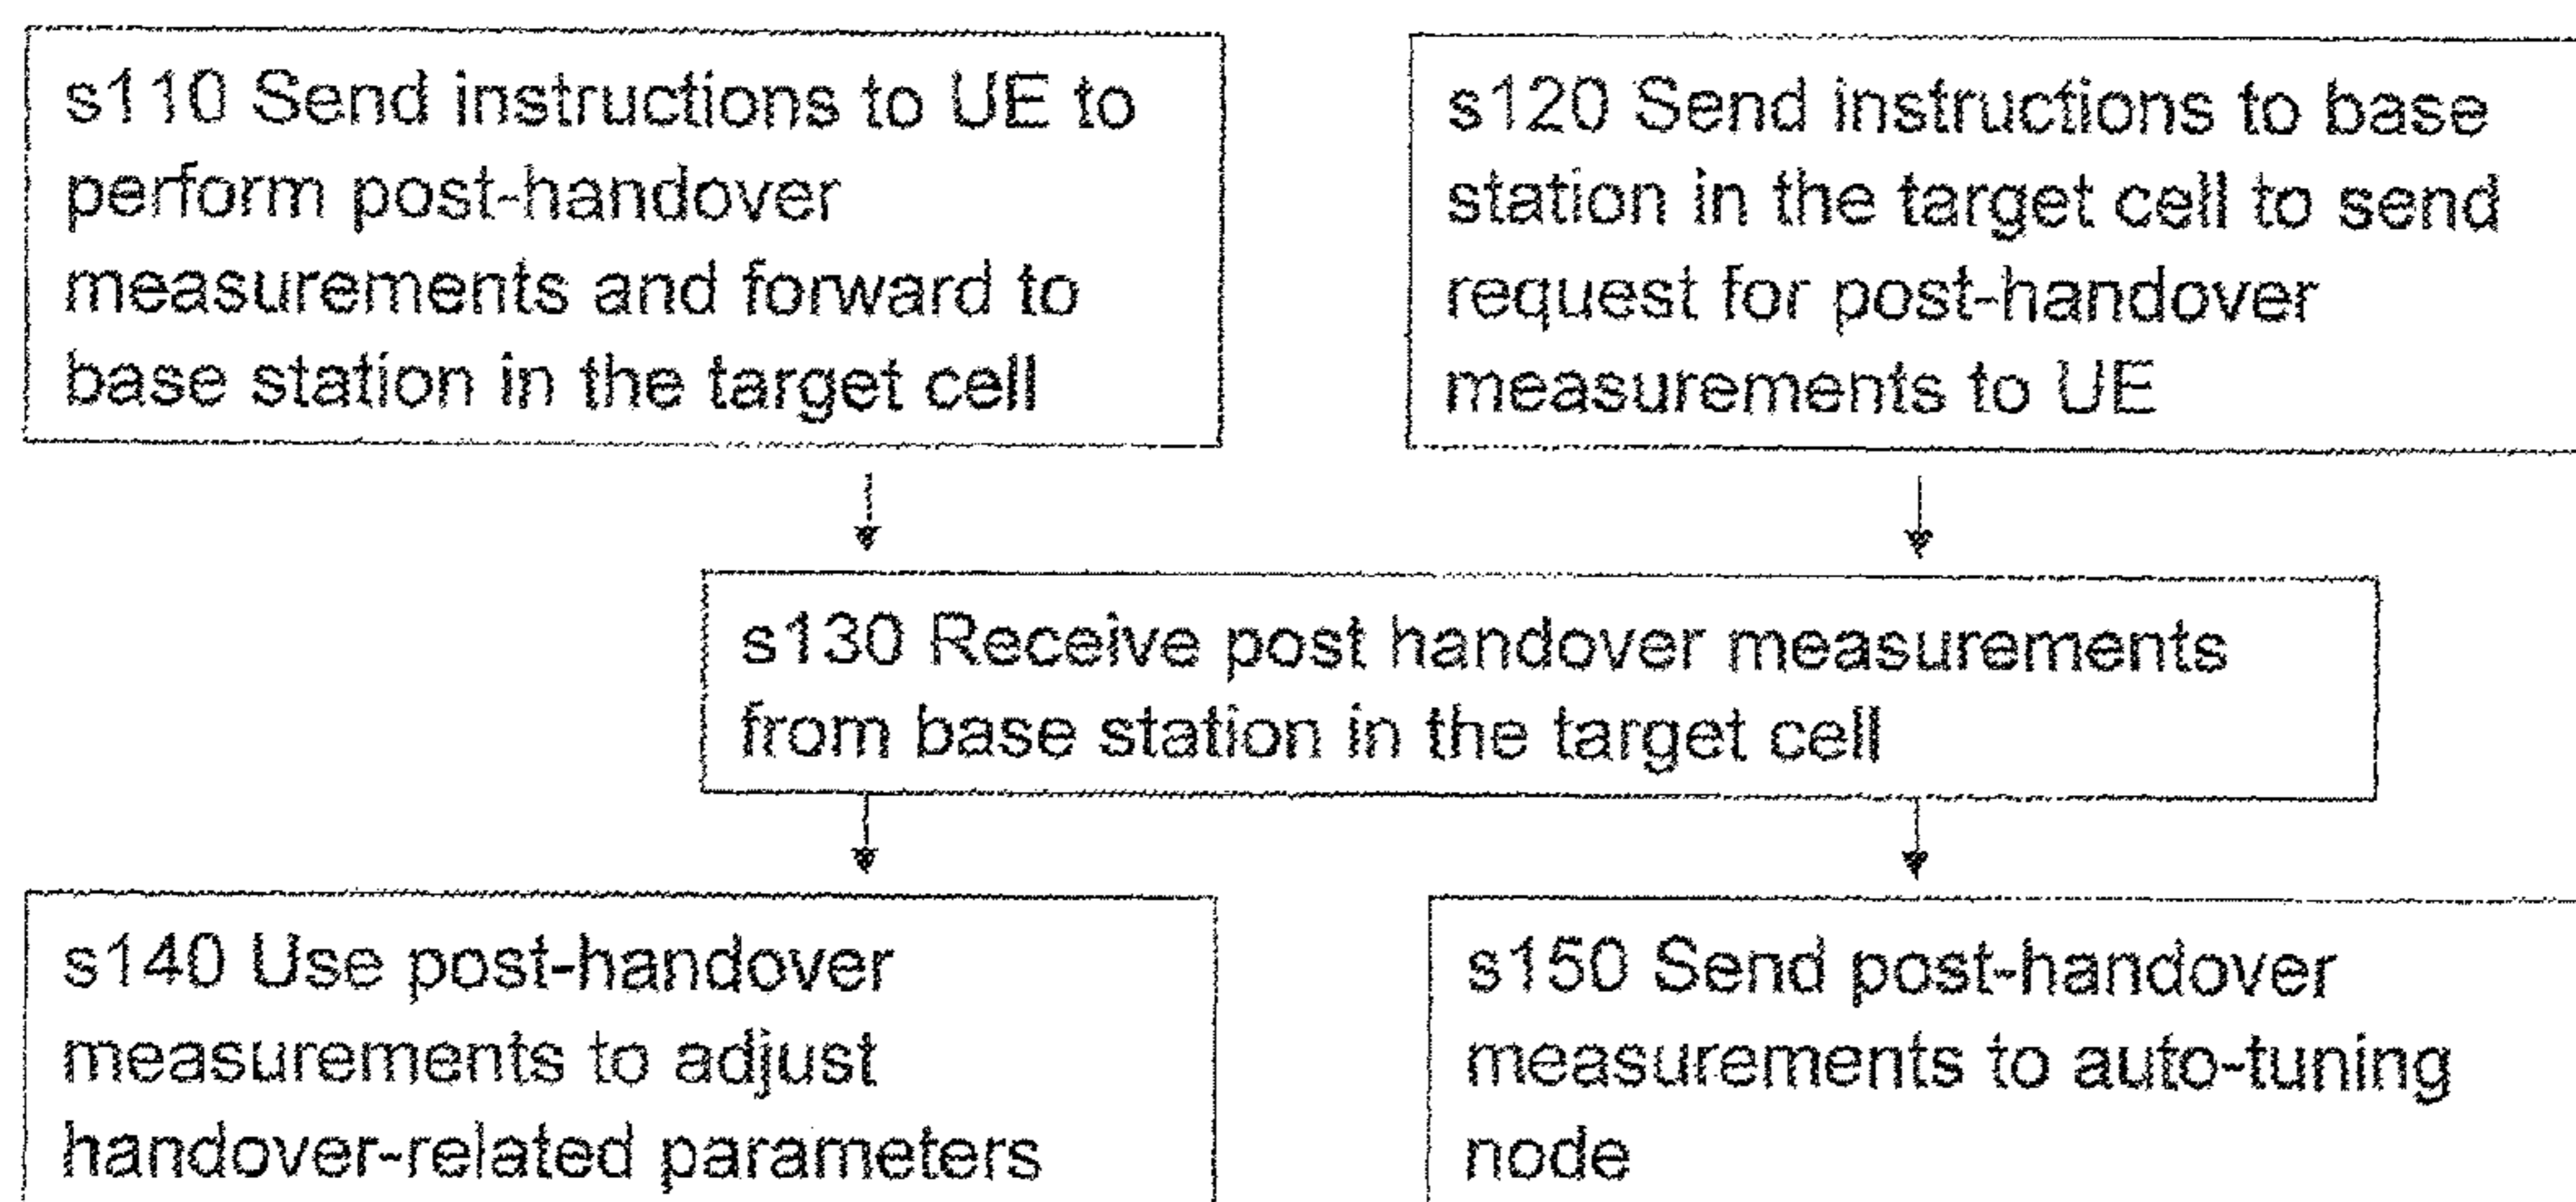 s110 Send instructions to UE to
perform post-handover
measurements and forward to
base station in the target cell
s120 Send instructions to base
station in the target cell to send
request for post-handover
measurements to UE
s130 Receive post handover measurements
from base station in the target cell
s140 Use post-handover
measurements to adjust
handover-related parameters
s150 Send post-handover
measurements to auto-tuning
node